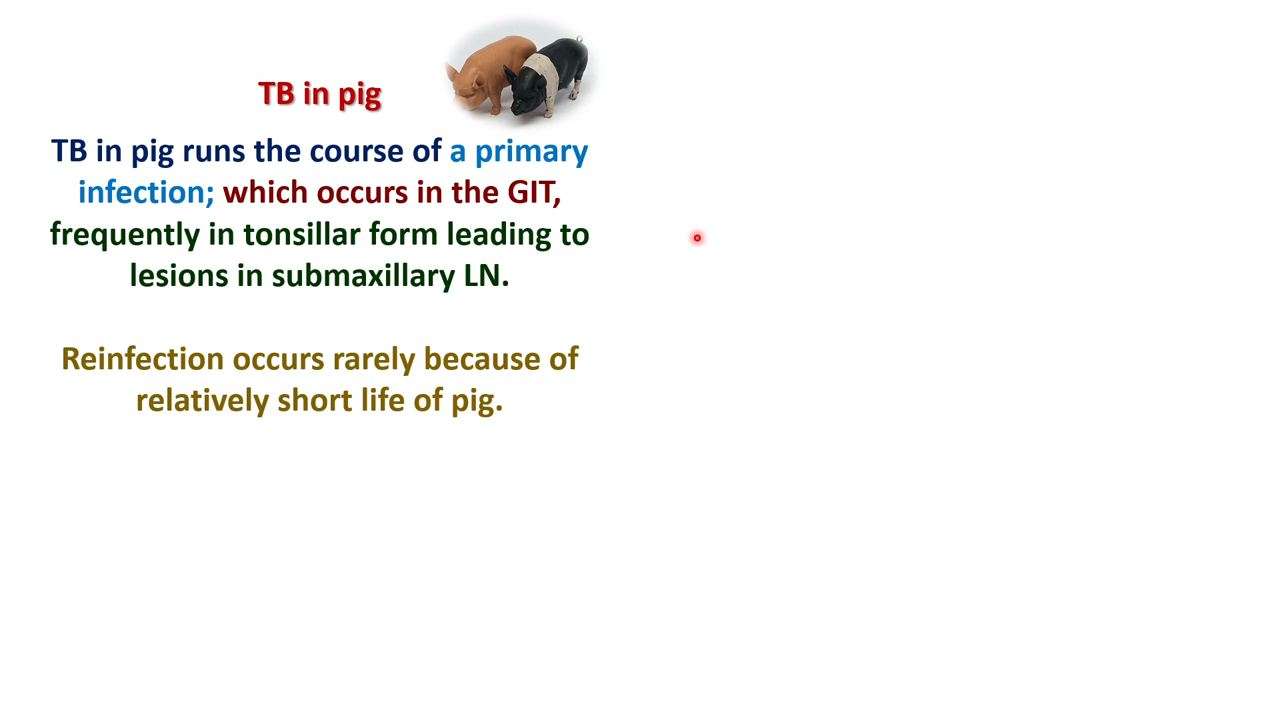 TB in pig
TB in pig runs the course of a primary
infection; which occurs in the GIT,
frequently in tonsillar form leading to
lesions in submaxillary LN.
Reinfection occurs rarely because of
relatively short life of pig.